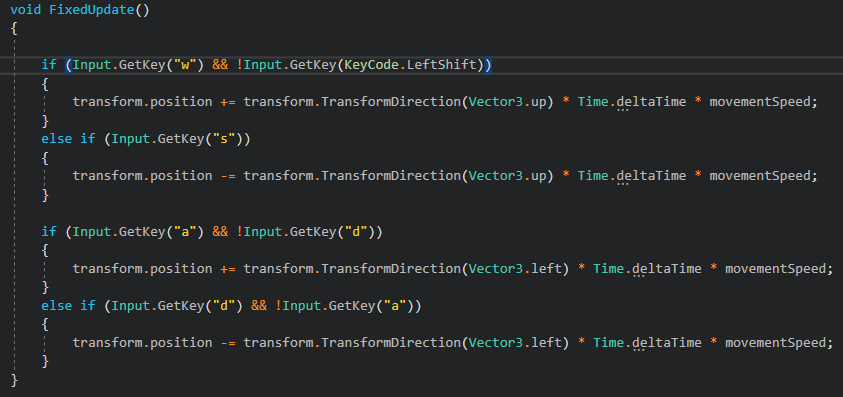 void FixedUpdate()
{
if (Input.GetKey("w") && !Input.GetKey(KeyCode.LeftShift))
{
transform.position += transform.TransformDirection(Vector3.up) * Time.deltaTime * movementSpeed;
}
else if (Input.GetKey("s"))
{
transform.position -= transform.TransformDirection(Vector3.up) * Time.deltaTime * movementSpeed;
}
if (Input.GetKey("a") && !Input.GetKey("d"))
{
transform.position += transform.TransformDirection(Vector3.left) * Time.deltaTime * movementSpeed;
}
else if (Input.GetKey("d") && !Input.GetKey("a"))
{
transform.position -= transform.TransformDirection(Vector3.left) * Time.deltaTime * movementSpeed;
}
}